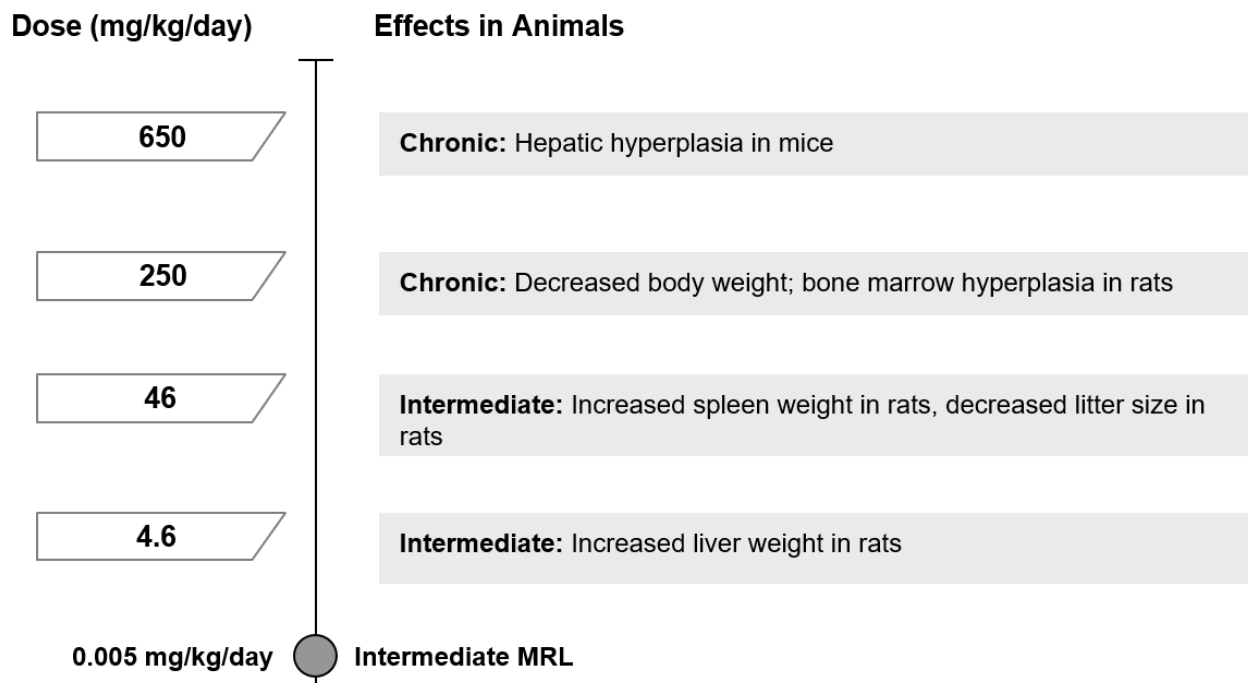 Dose (mg/kg/day) Effects in Animals
650 Chronic: Hepatic hyperplasia in mice
250 Chronic: Decreased body weight; bone marrow hyperplasia in rats
46 Intermediate: Increased spleen weight in rats, decreased litter size in
rats
4.6 Intermediate: Increased liver weight in rats
0.005 mg/kg/day Intermediate MRL